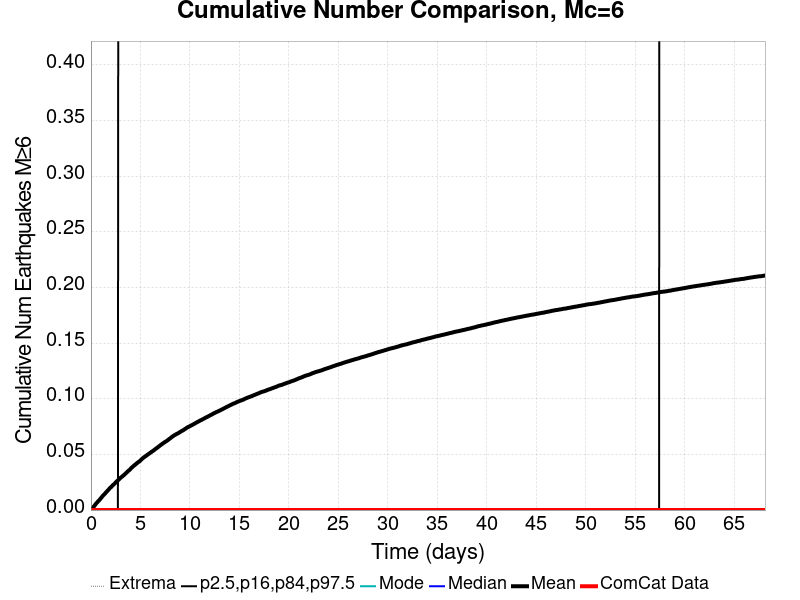 Cumulative Number Comparison, Mc=6
Cumulative Num Earthquakes M≥6
0.40
0.35
0.30
0.25
0.20
0.15
0.10
0.05
0.00
0 5 10 15 20 25 30 35 40 45 50 55 60 65
Time (days)
Extrema p2.5,p16,p84,p97.5 Mode Median Mean ComCat Data